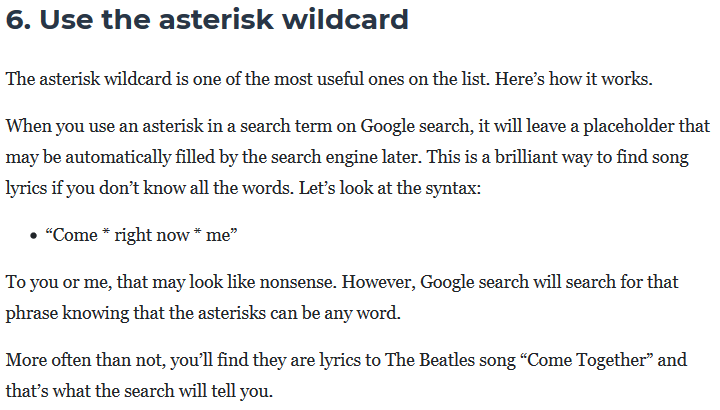 6. Use the asterisk wildcard
The asterisk wildcard is one of the most useful ones on the list. Here’s how it works.
When you use an asterisk in a search term on Google search, it will leave a placeholder that
may be automatically filled by the search engine later. This is a brilliant way to find song
lyrics if you don’t know all the words. Let’s look at the syntax:
• “Come * right now * me”
To you or me, that may look like nonsense. However, Google search will search for that
phrase knowing that the asterisks can be any word.
More often than not, you’ll find they are lyrics to The Beatles song “Come Together” and
that’s what the search will tell you.